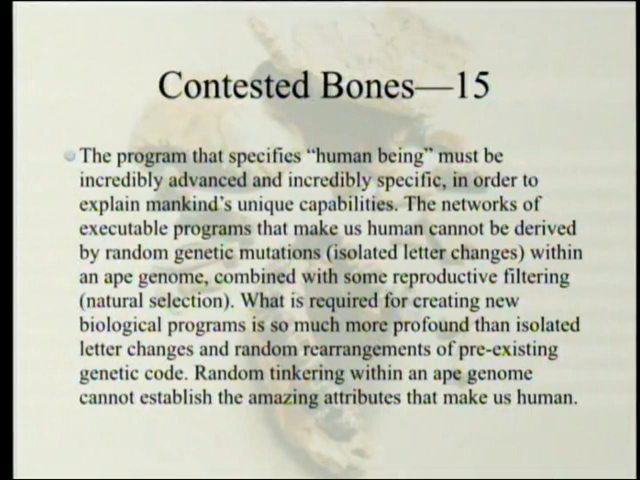 Contested Bones—15
The program that specifies “human being” must be
incredibly advanced and incredibly specific, in order to
explain mankind’s unique capabilities. The networks of
executable programs that make us human cannot be derived
by random genetic mutations (isolated letter changes) within
an ape genome, combined with some reproductive filtering
(natural selection). What is required for creating new
biological programs is so much more profound than isolated
letter changes and random rearrangements of pre-existing
genetic code. Random tinkering within an ape genome
cannot establish the amazing attributes that make us human.